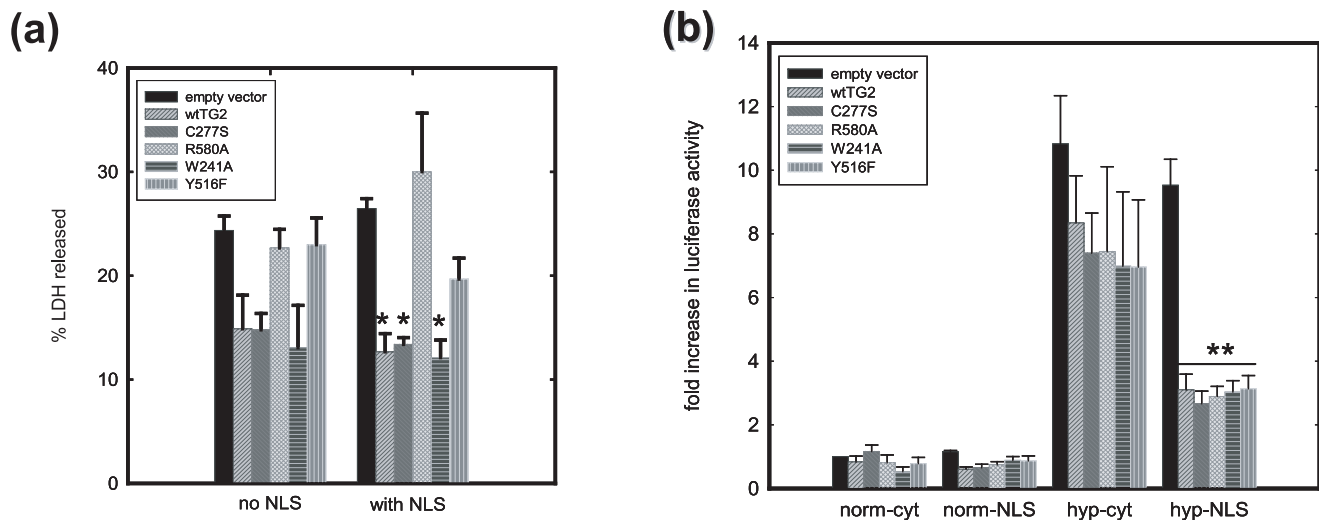 (a)
40
30
20
10
0
% LDH released
empty vector
wtTG2
C277S
R580A
W241A
Y516F
* * *
no NLS
with NLS
(b)
14
12
10
8
6
4
2
0
fold increase in luciferase activity
empty vector
wtTG2
C277S
R580A
W241A
Y516F
**
norm-cyt
norm-NLS
hyp-cyt
hyp-NLS